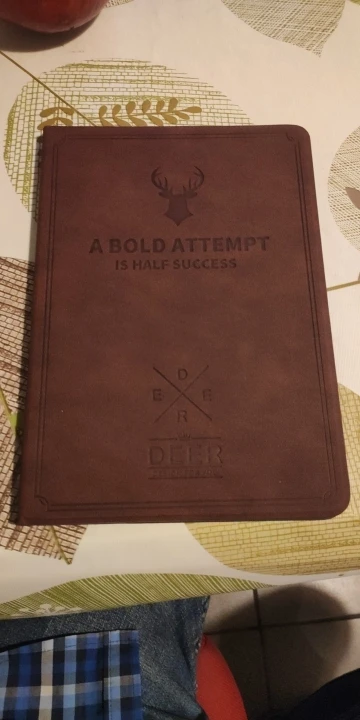 A BOLD ATTEMPT
IS HALF SUCCESS
D
E E
R
DEER